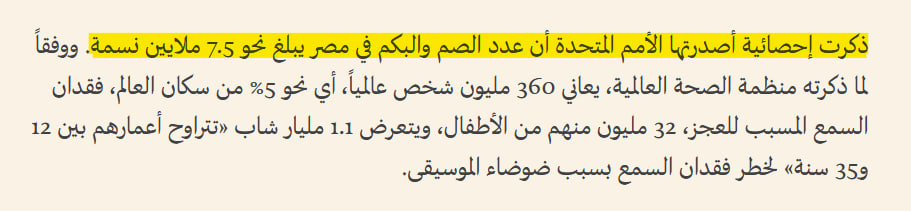 ذكرت إحصائية أصدرتها الأمم المتحدة أن عدد الصم والبكم في مصر يبلغ نحو 7.5 ملايين نسمة. ووفقاً
لما ذكرته منظمة الصحة العالمية، يعاني 360 مليون شخص عالمياً، أي نحو 5% من سكان العالم، فقدان
السمع المسبب للعجز، 32 مليون منهم من الأطفال، ويتعرض 1.1 مليار شاب «تتراوح أعمارهم بين 12
و35 سنة» لخطر فقدان السمع بسبب ضوضاء الموسيقى.